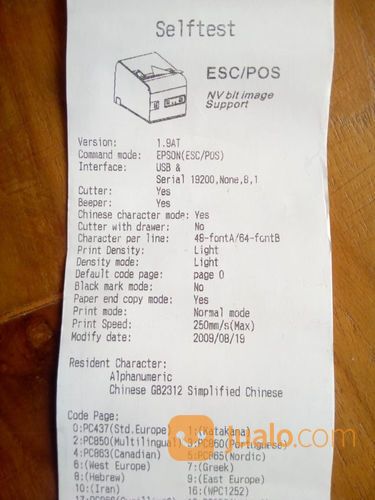 Selftest
ESC/POS
NV bit image
Support
Version: 1.9AT
Command mode: EPSON(ESC/POS)
Interface: USB &
Serial 19200,None,8,1
Cutter: Yes
Beeper: Yes
Chinese character mode: Yes
Cutter with drawer: No
Character par line: 48-fontA/64-fontB
Print Density: Light
Density mode: Light
Default code page: page 0
Black mark mode: No
Paper end copy mode: Yes
Print mode: Normal mode
Print Speed: 250mm/s(Max)
Modify date: 2009/08/19
Resident Character:
Alphanumeric
Chinese GB2312 Simplified Chinese
Code Page:
0:PC437(Std.Europe) 1:(Katakana)
2:PC850(Multilingual) 3:PC860(Portuguese)
4:PC863(Canadian) 5:PC865(Nordic)
6:(West Europe) 7:(Greek)
8:(Hebrew) 9:(East Europe)
10:(Iran) 16:(WPC1252)
Jualo.com